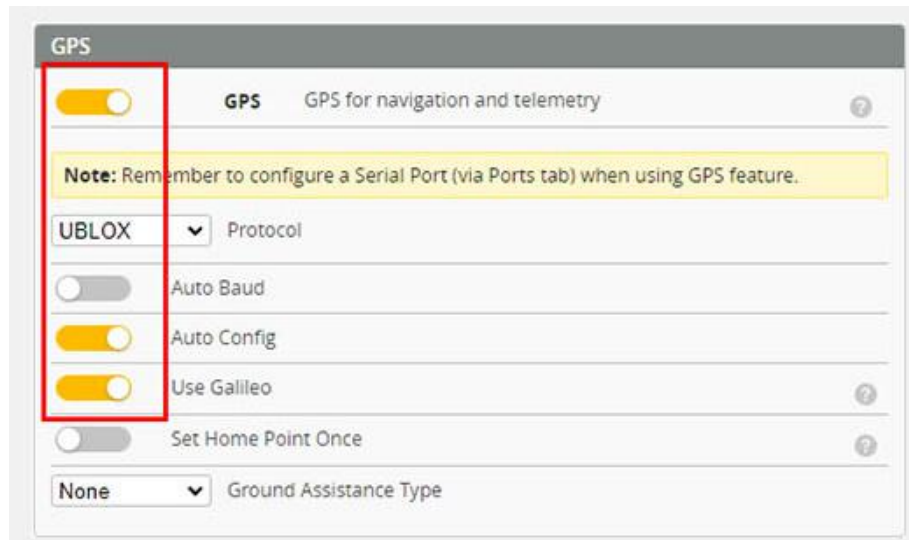 GPS
GPS GPS for navigation and telemetry ?
Note: Remember to configure a Serial Port (via Ports tab) when using GPS feature.
UBLOX Protocol
Auto Baud
Auto Config
Use Galileo ?
Set Home Point Once ?
None Ground Assistance Type